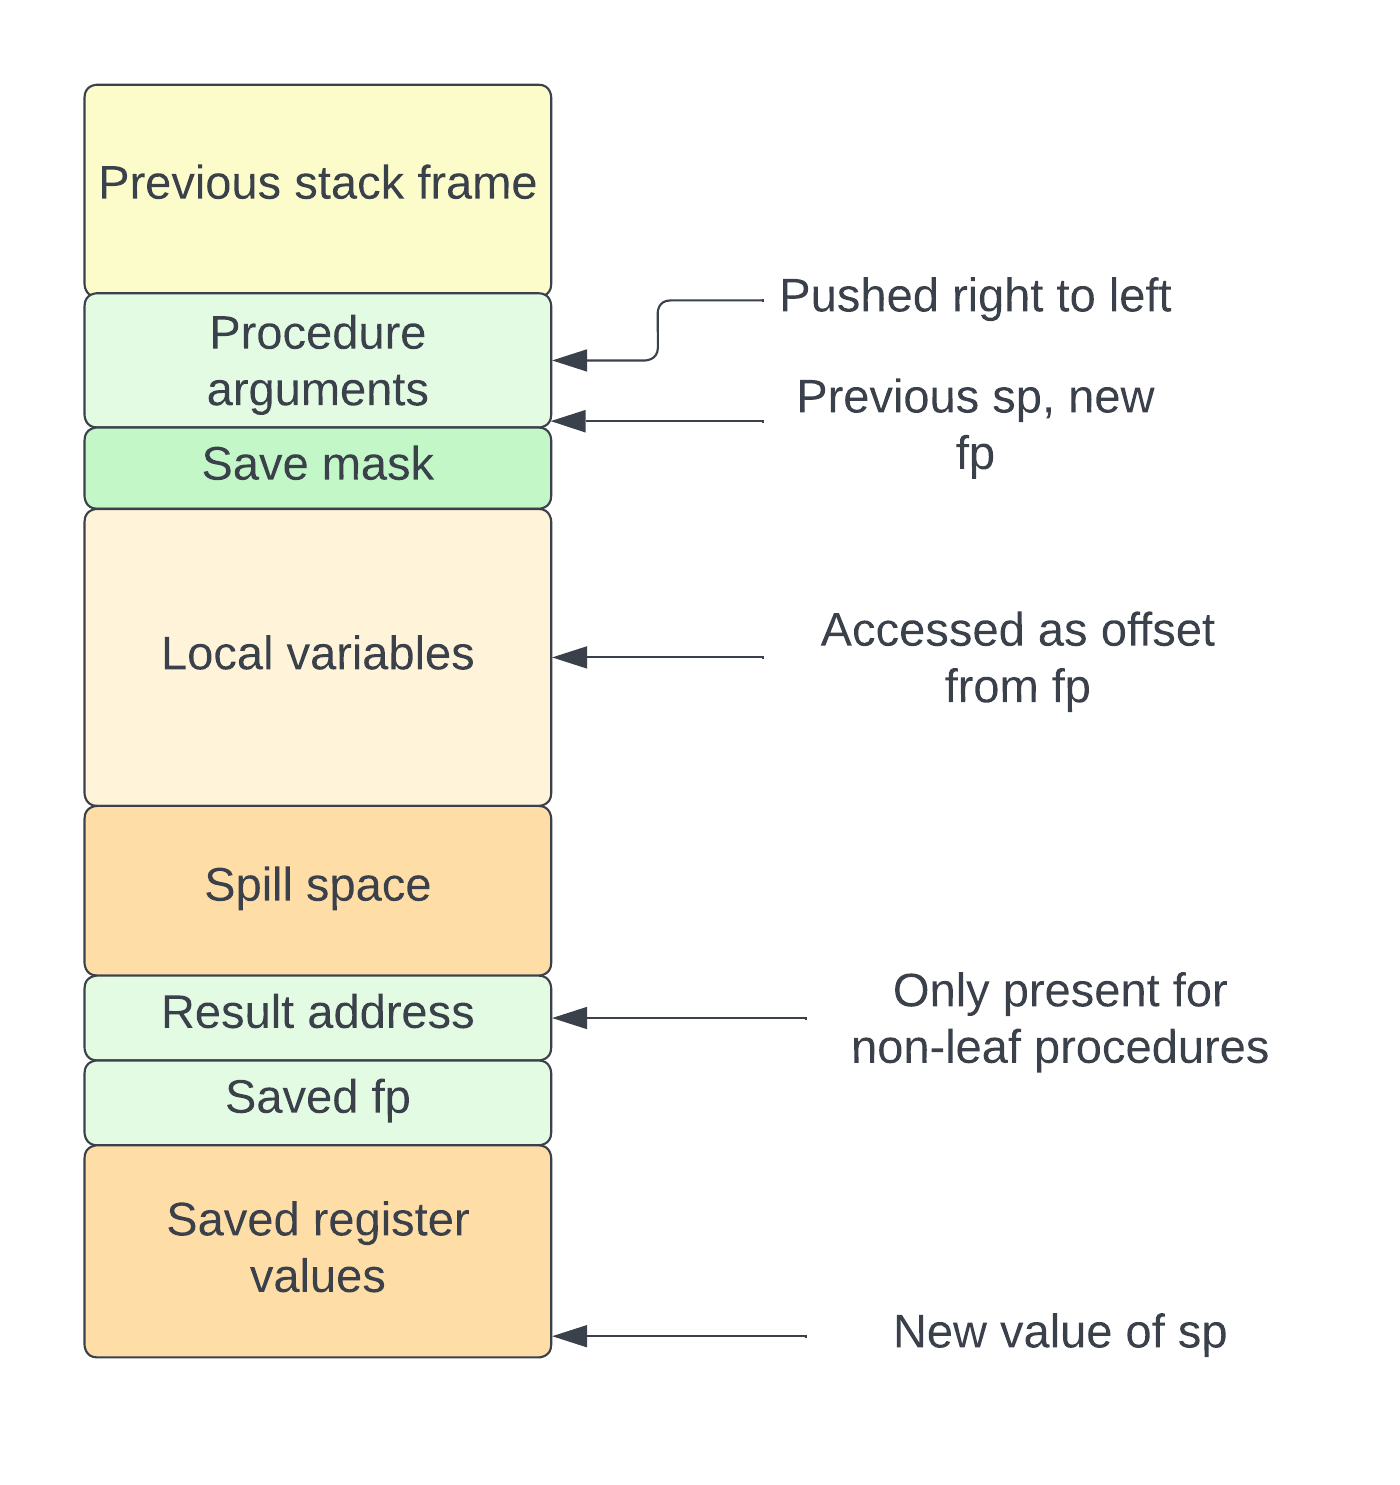 Previous stack frame
Pushed right to left
Procedure
arguments
Previous sp, new
fp
Save mask
Local variables
Accessed as offset
from fp
Spill space
Result address
Only present for
non-leaf procedures
Saved fp
Saved register
values
New value of sp